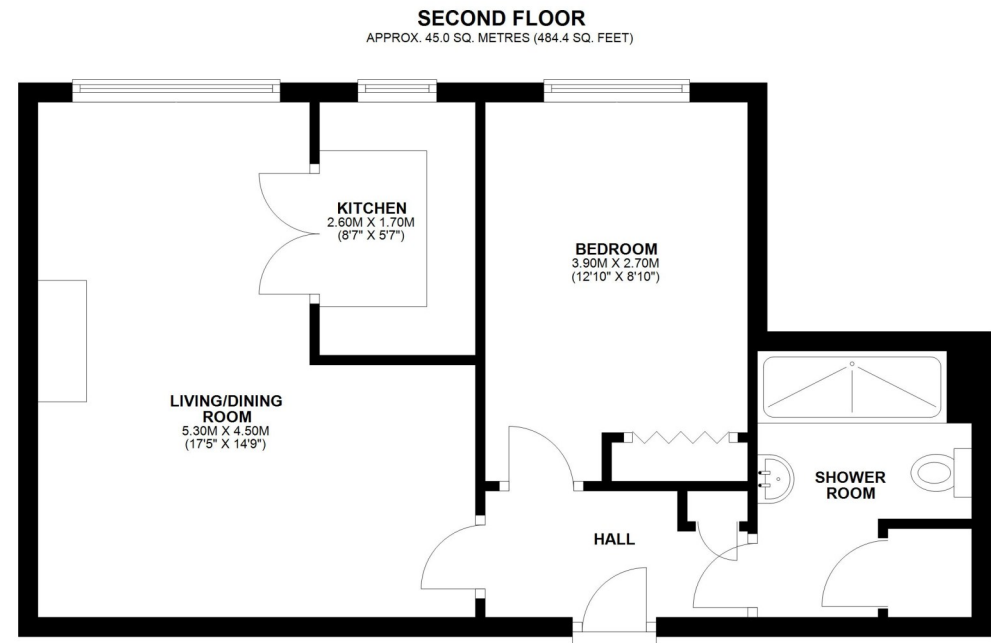 SECOND FLOOR
APPROX. 45.0 SQ. METRES (484.4 SQ. FEET)
KITCHEN
2.60M X 1.70M
(8'7" X 5'7")
BEDROOM
3.90M X 2.70M
(12'10" X 8'10")
LIVING/DINING
ROOM
5.30M X 4.50M
(17'5" X 14'9")
SHOWER
ROOM
HALL